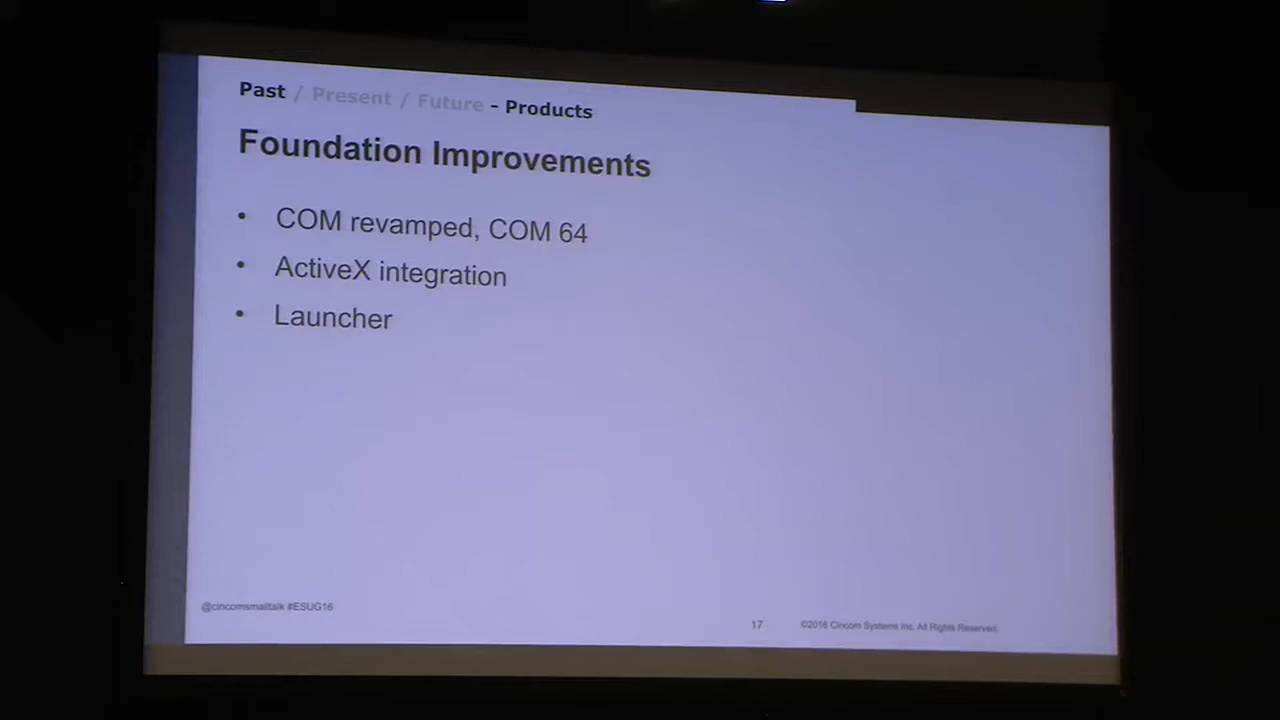 Past / Present / Future - Products
Foundation Improvements
• COM revamped, COM 64
• ActiveX integration
• Launcher
@cincomsmalltalk #ESUG16
17
©2016 Cincom Systems Inc. All Rights Reserved.